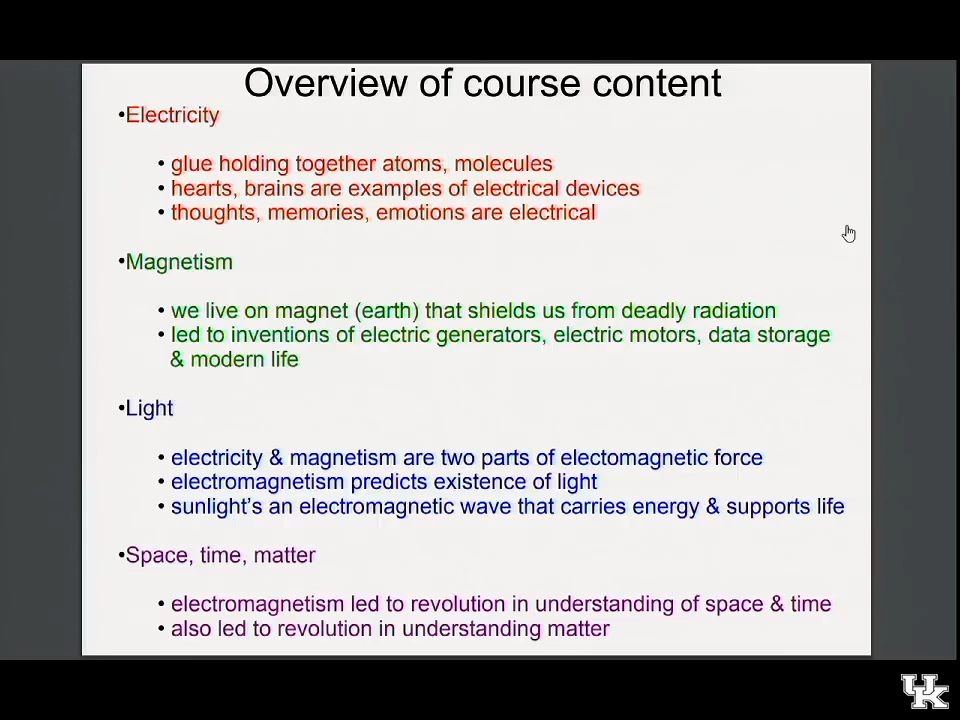 Overview of course content
•Electricity
• glue holding together atoms, molecules
• hearts, brains are examples of electrical devices
• thoughts, memories, emotions are electrical
•Magnetism
• we live on magnet (earth) that shields us from deadly radiation
• led to inventions of electric generators, electric motors, data storage
& modern life
•Light
• electricity & magnetism are two parts of electomagnetic force
• electromagnetism predicts existence of light
• sunlight's an electromagnetic wave that carries energy & supports life
•Space, time, matter
• electromagnetism led to revolution in understanding of space & time
• also led to revolution in understanding matter
UK